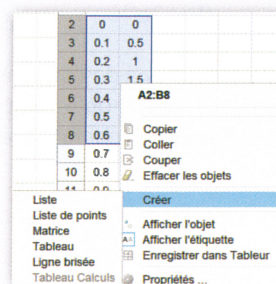 2 0 0
3 0.1 0.5
4 0.2 1
5 0.3 1.5
6 0.4
7 0.5
8 0.6
9 0.7
10 0.8
11 0.9
A2:B8
Copier
Coller
Couper
Effacer les objets
Créer
Afficher l'objet
Afficher l'étiquette
Enregistrer dans Tableur
Propriétés ...
Liste
Liste de points
Matrice
Tableau
Ligne brisée
Tableau Calculs